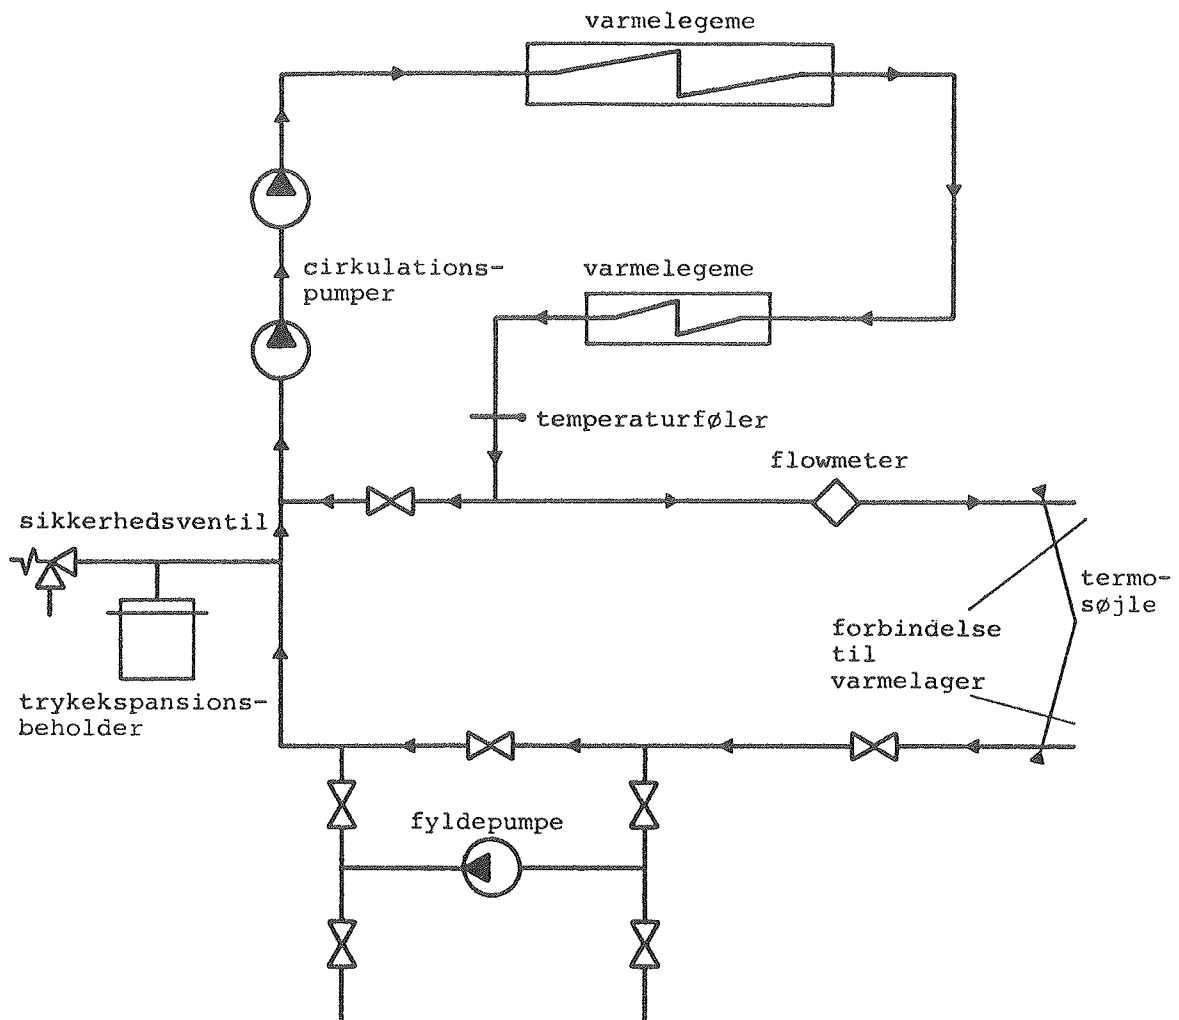 varmelegeme
cirkulations-
pumper
varmelegeme
temperaturføler
flowmeter
sikkerhedsventil
termo-
søjle
forbindelse
til
varmelager
trykekspansions-
beholder
fyldepumpe